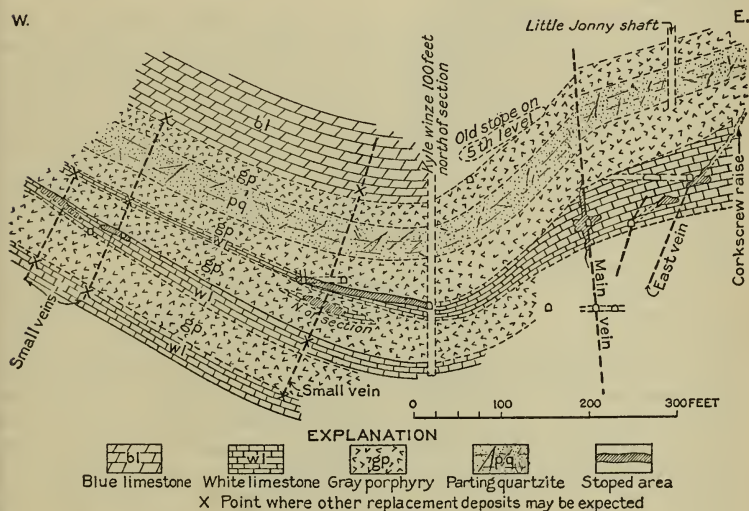 W.
E.
Little Jonny shaft
Kyle winze 100 feet
north of section
Old stope on
5th level
Corkscrew raise
bl
gp
pq
gp
wl
gp
wl
gp
wl
section
Small veins
Small vein
Main vein
East vein
0 100 200 300 FEET
EXPLANATION
bl
wl
gp
pq
Blue limestone
White limestone
Gray porphyry
Parting quartzite
Stoped area
X Point where other replacement deposits may be expected